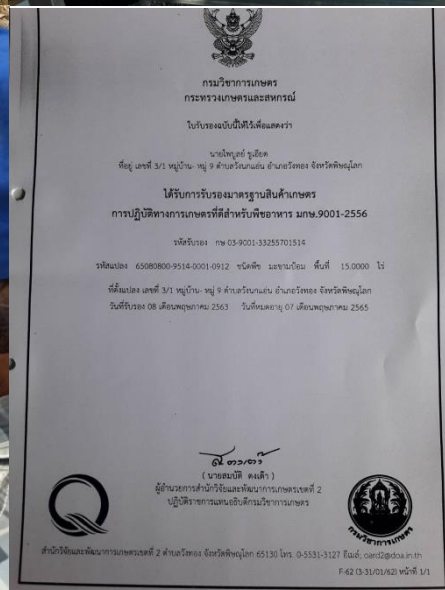 กรมวิชาการเกษตร
กระทรวงเกษตรและสหกรณ์
ใบรับรองฉบับนี้ให้ไว้เพื่อแสดงว่า
นายไพบูลย์ ชูเอียด
ที่อยู่ เลขที่ 3/1 หมู่บ้าน- หมู่ 9 ตำบลวังนกแอ่น อำเภอวังทอง จังหวัดพิษณุโลก
ได้รับการรับรองมาตรฐานสินค้าเกษตร
การปฏิบัติทางการเกษตรที่ดีสำหรับพืชอาหาร มกษ.9001-2556
รหัสรับรอง กษ 03-9001-33255701514
รหัสแปลง 65080800-9514-0001-0912 ชนิดพืช มะขามป้อม พื้นที่ 15.0000 ไร่
ที่ตั้งแปลง เลขที่ 3/1 หมู่บ้าน- หมู่ 9 ตำบลวังนกแอ่น อำเภอวังทอง จังหวัดพิษณุโลก
วันที่รับรอง 08 เดือนพฤษภาคม 2563 วันที่หมดอายุ 07 เดือนพฤษภาคม 2565
( นายสมบัติ ตงเต๊า )
ผู้อำนวยการสำนักวิจัยและพัฒนาการเกษตรเขตที่ 2
ปฏิบัติราชการแทนอธิบดีกรมวิชาการเกษตร
Q
กรมวิชาการเกษตร
สำนักวิจัยและพัฒนาการเกษตรเขตที่ 2 ตำบลวังทอง จังหวัดพิษณุโลก 65130 โทร. 0-5531-3127 อีเมล์: oard2@doa.in.th
F-62 (3-31/01/62) หน้าที่ 1/1